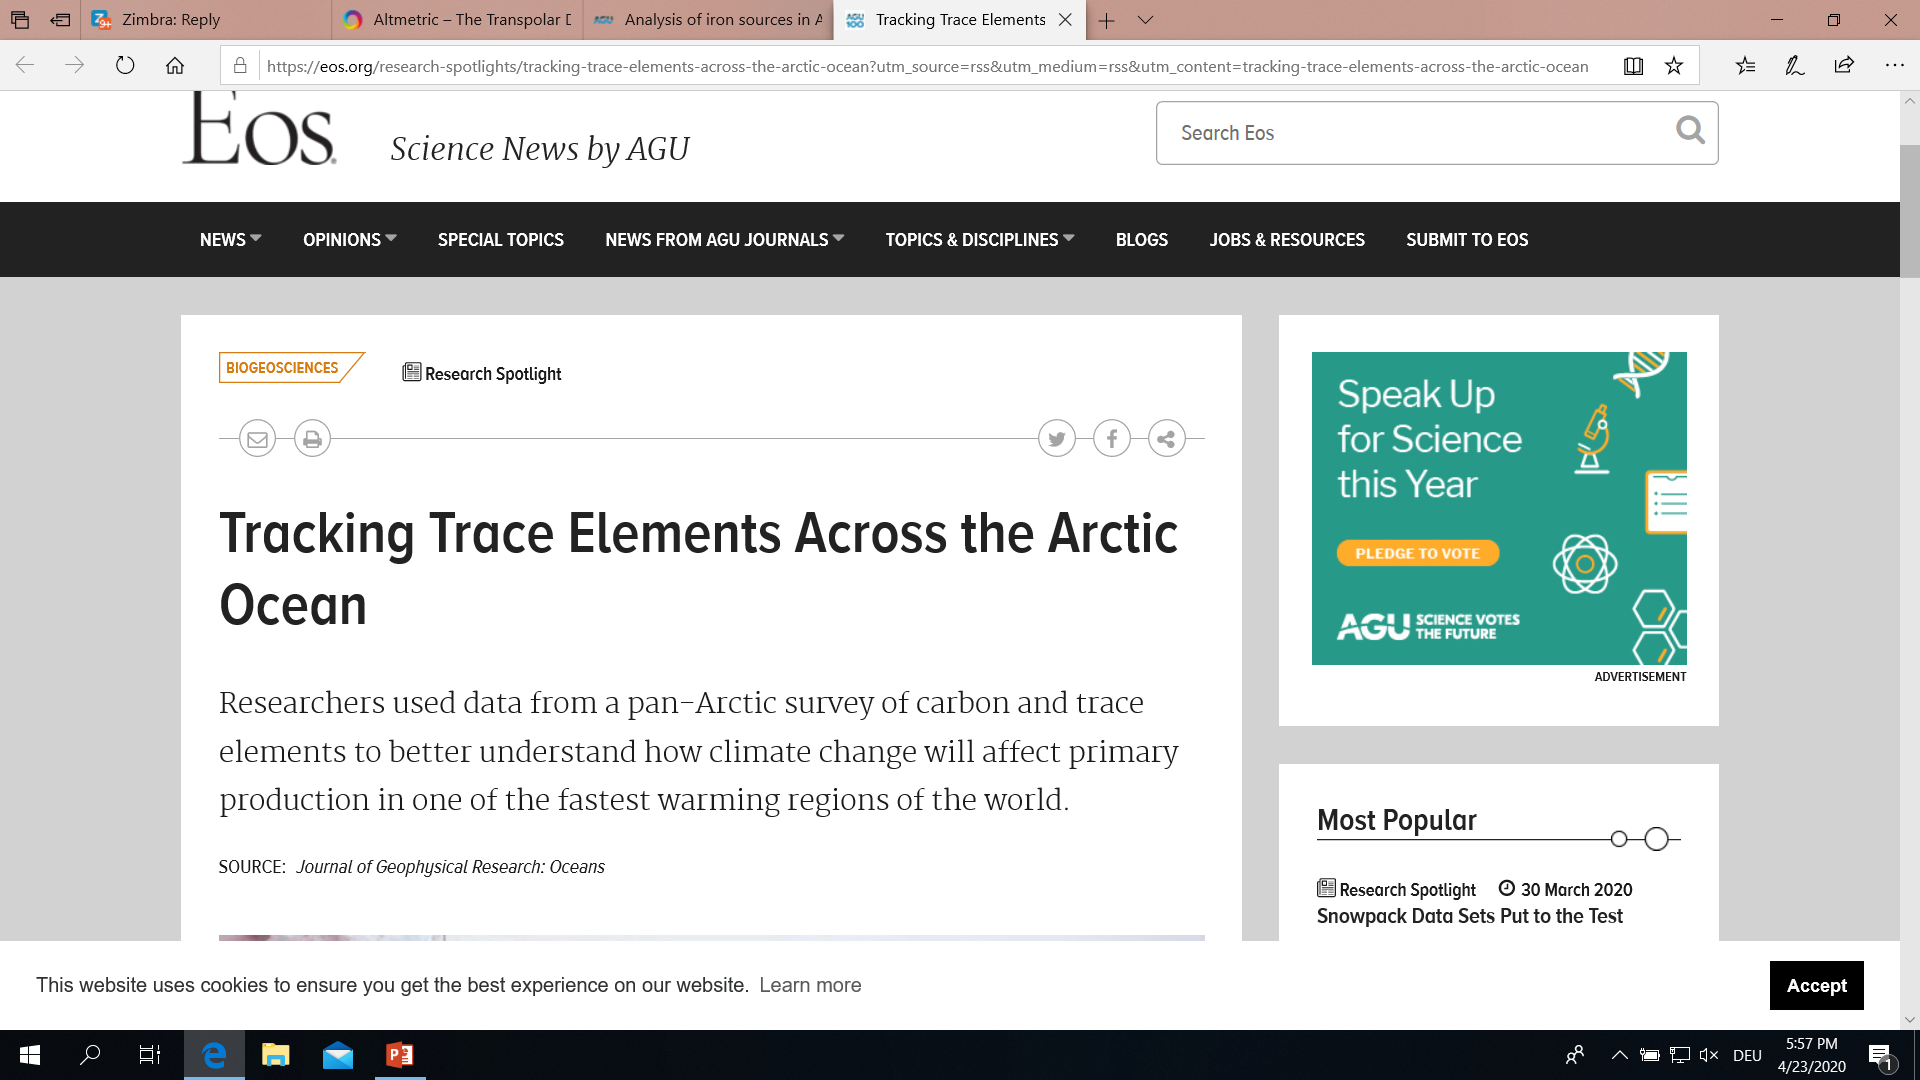 Zimbra: Reply
Altmetric – The Transpolar D
Analysis of iron sources in A
Tracking Trace Elements
https://eos.org/research-spotlights/tracking-trace-elements-across-the-arctic-ocean?utm_source=rss&utm_medium=rss&utm_content=tracking-trace-elements-across-the-arctic-ocean
Eos
Science News by AGU
Search Eos
NEWS OPINIONS SPECIAL TOPICS NEWS FROM AGU JOURNALS TOPICS & DISCIPLINES BLOGS JOBS & RESOURCES SUBMIT TO EOS
BIOGEOSCIENCES
Research Spotlight
Tracking Trace Elements Across the Arctic
Ocean
Researchers used data from a pan-Arctic survey of carbon and trace
elements to better understand how climate change will affect primary
production in one of the fastest warming regions of the world.
SOURCE: Journal of Geophysical Research: Oceans
Speak Up
for Science
this Year
PLEDGE TO VOTE
AGU SCIENCE VOTES
THE FUTURE
ADVERTISEMENT
Most Popular
Research Spotlight 30 March 2020
Snowpack Data Sets Put to the Test
This website uses cookies to ensure you get the best experience on our website. Learn more
Accept
DEU
5:57 PM
4/23/2020
1